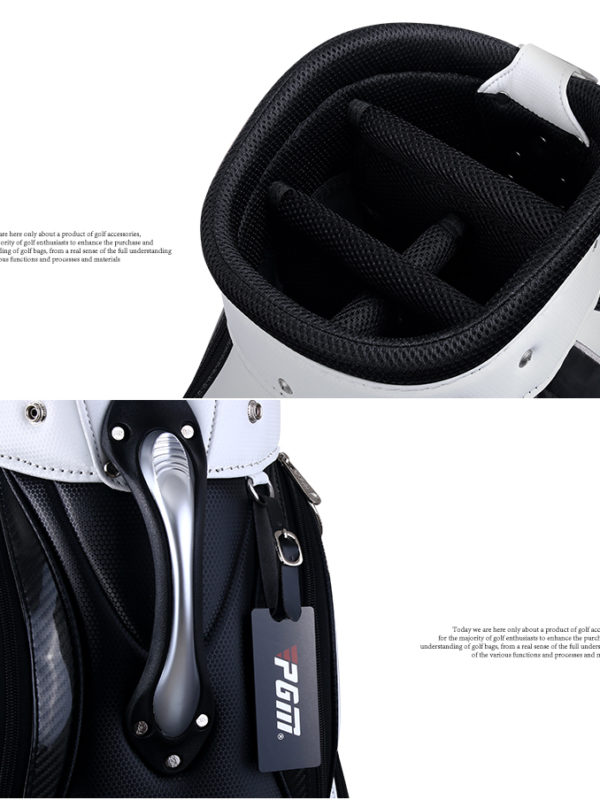 are here only about a product of golf accessories,
ority of golf enthusiasts to enhance the purchase and
ding of golf bags, from a real sense of the full understanding
ous functions and processes and materials
PGM
®
Today we are here only about a product of golf acc
for the majority of golf enthusiasts to enhance the purch
understanding of golf bags, from a real sense of the full unders
of the various functions and processes and m